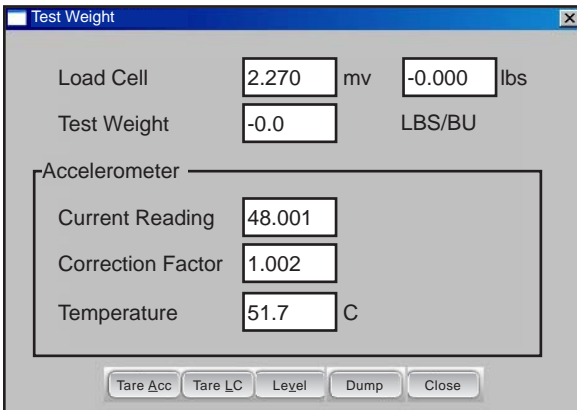 Test Weight
Load Cell 2.270 mv -0.000 lbs
Test Weight -0.0 LBS/BU
Accelerometer
Current Reading 48.001
Correction Factor 1.002
Temperature 51.7 C
Tare Acc Tare LC Level Dump Close